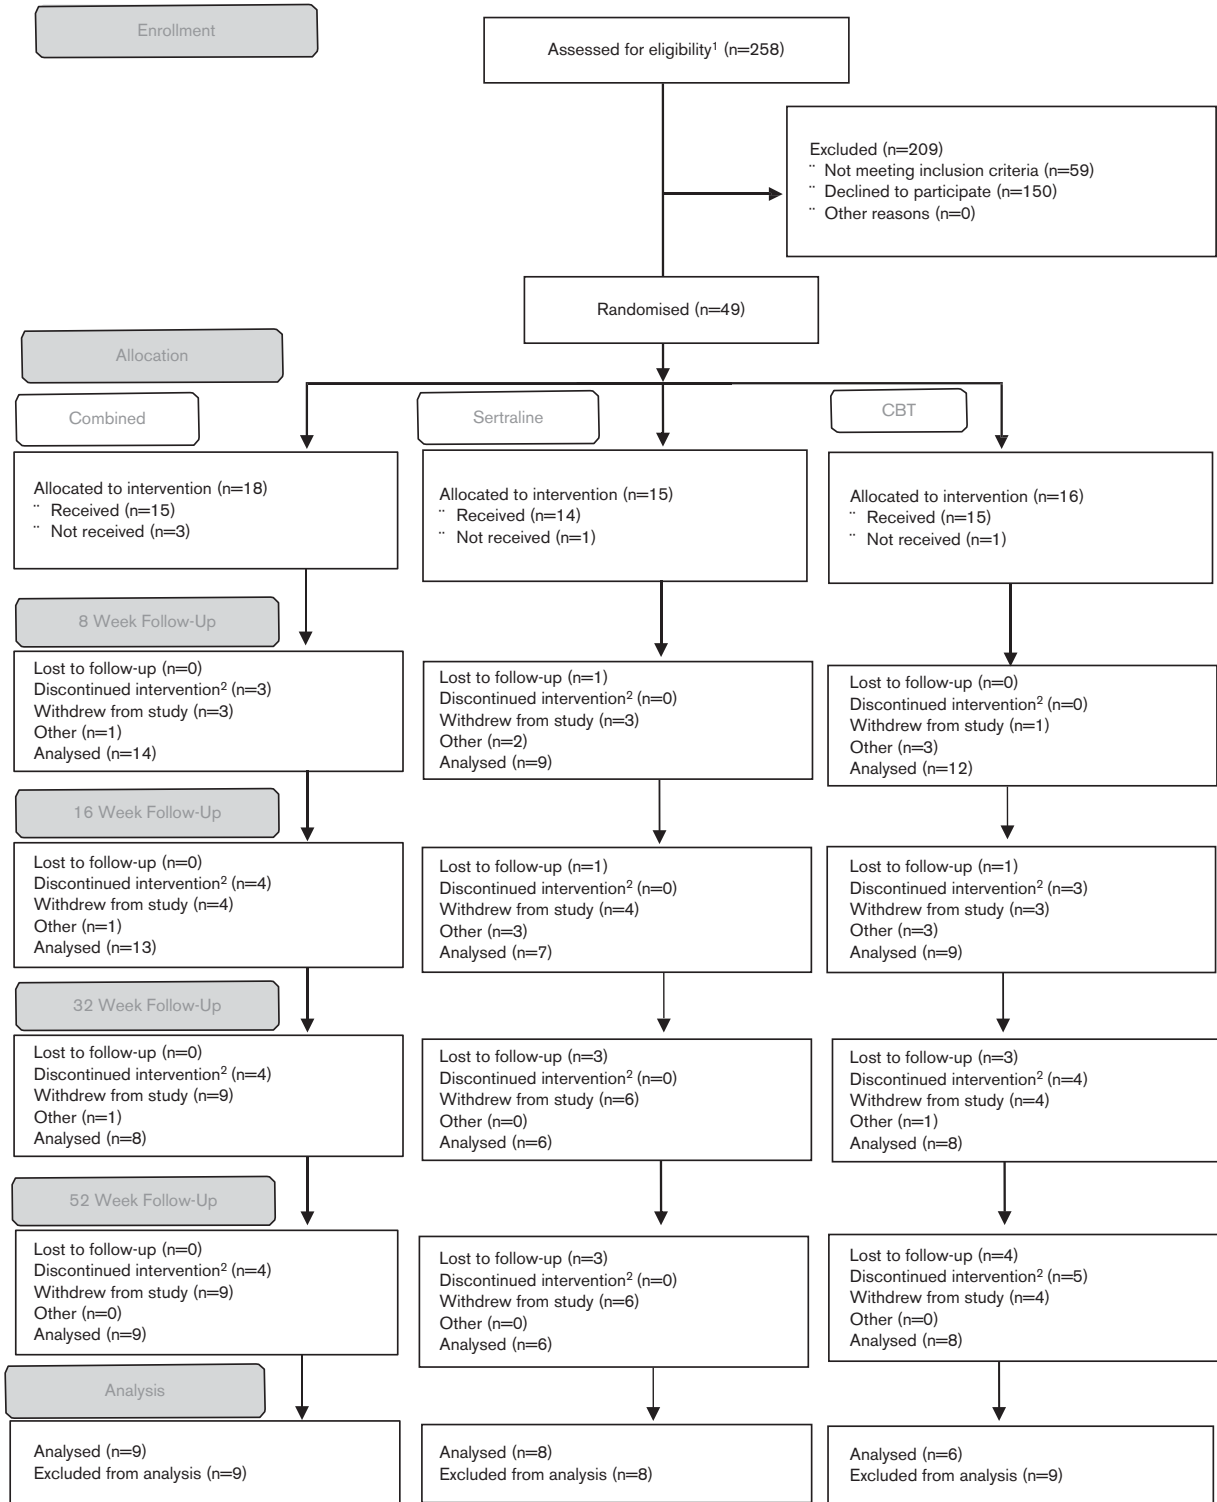 Enrollment
Assessed for eligibility¹ (n=258)
Excluded (n=209)
¨ Not meeting inclusion criteria (n=59)
¨ Declined to participate (n=150)
¨ Other reasons (n=0)
Randomised (n=49)
Allocation
Combined
Sertraline
CBT
Allocated to intervention (n=18)
¨ Received (n=15)
¨ Not received (n=3)
Allocated to intervention (n=15)
¨ Received (n=14)
¨ Not received (n=1)
Allocated to intervention (n=16)
¨ Received (n=15)
¨ Not received (n=1)
8 Week Follow-Up
Lost to follow-up (n=0)
Discontinued intervention² (n=3)
Withdrew from study (n=3)
Other (n=1)
Analysed (n=14)
Lost to follow-up (n=1)
Discontinued intervention² (n=0)
Withdrew from study (n=3)
Other (n=2)
Analysed (n=9)
Lost to follow-up (n=0)
Discontinued intervention² (n=0)
Withdrew from study (n=1)
Other (n=3)
Analysed (n=12)
16 Week Follow-Up
Lost to follow-up (n=0)
Discontinued intervention² (n=4)
Withdrew from study (n=4)
Other (n=1)
Analysed (n=13)
Lost to follow-up (n=1)
Discontinued intervention² (n=0)
Withdrew from study (n=4)
Other (n=3)
Analysed (n=7)
Lost to follow-up (n=1)
Discontinued intervention² (n=3)
Withdrew from study (n=3)
Other (n=3)
Analysed (n=9)
32 Week Follow-Up
Lost to follow-up (n=0)
Discontinued intervention² (n=4)
Withdrew from study (n=9)
Other (n=1)
Analysed (n=8)
Lost to follow-up (n=3)
Discontinued intervention² (n=0)
Withdrew from study (n=6)
Other (n=0)
Analysed (n=6)
Lost to follow-up (n=3)
Discontinued intervention² (n=4)
Withdrew from study (n=4)
Other (n=1)
Analysed (n=8)
52 Week Follow-Up
Lost to follow-up (n=0)
Discontinued intervention² (n=4)
Withdrew from study (n=9)
Other (n=0)
Analysed (n=9)
Lost to follow-up (n=3)
Discontinued intervention² (n=0)
Withdrew from study (n=6)
Other (n=0)
Analysed (n=6)
Lost to follow-up (n=4)
Discontinued intervention² (n=5)
Withdrew from study (n=4)
Other (n=0)
Analysed (n=8)
Analysis
Analysed (n=9)
Excluded from analysis (n=9)
Analysed (n=8)
Excluded from analysis (n=8)
Analysed (n=6)
Excluded from analysis (n=9)